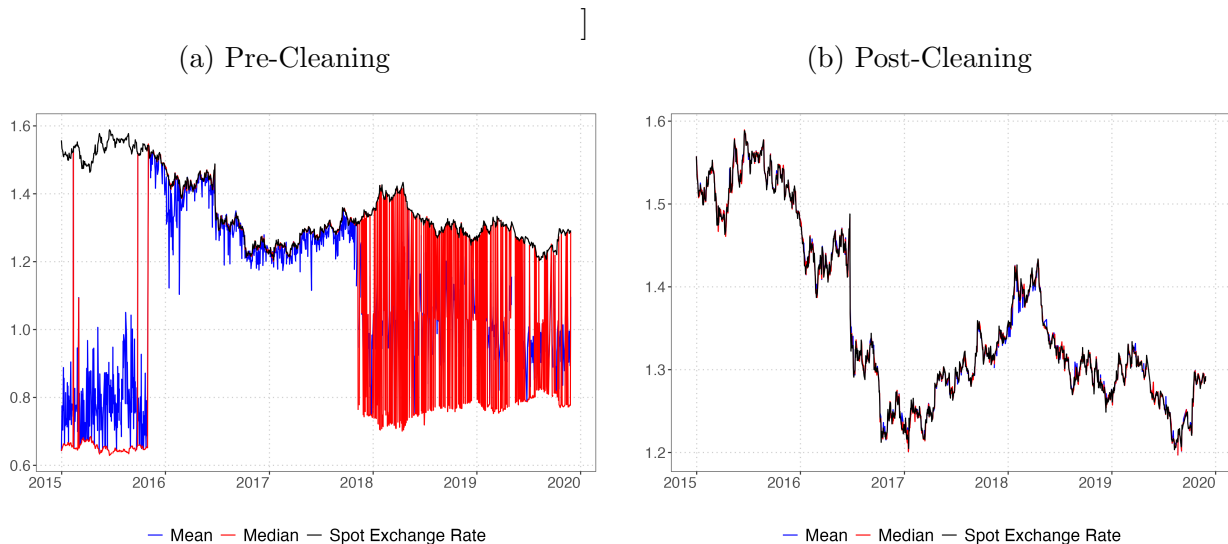 ]
(a) Pre-Cleaning
(b) Post-Cleaning
1.6
1.4
1.2
1.0
0.8
0.6
2015 2016 2017 2018 2019 2020
Mean Median Spot Exchange Rate
1.6
1.5
1.4
1.3
1.2
2015 2016 2017 2018 2019 2020
Mean Median Spot Exchange Rate